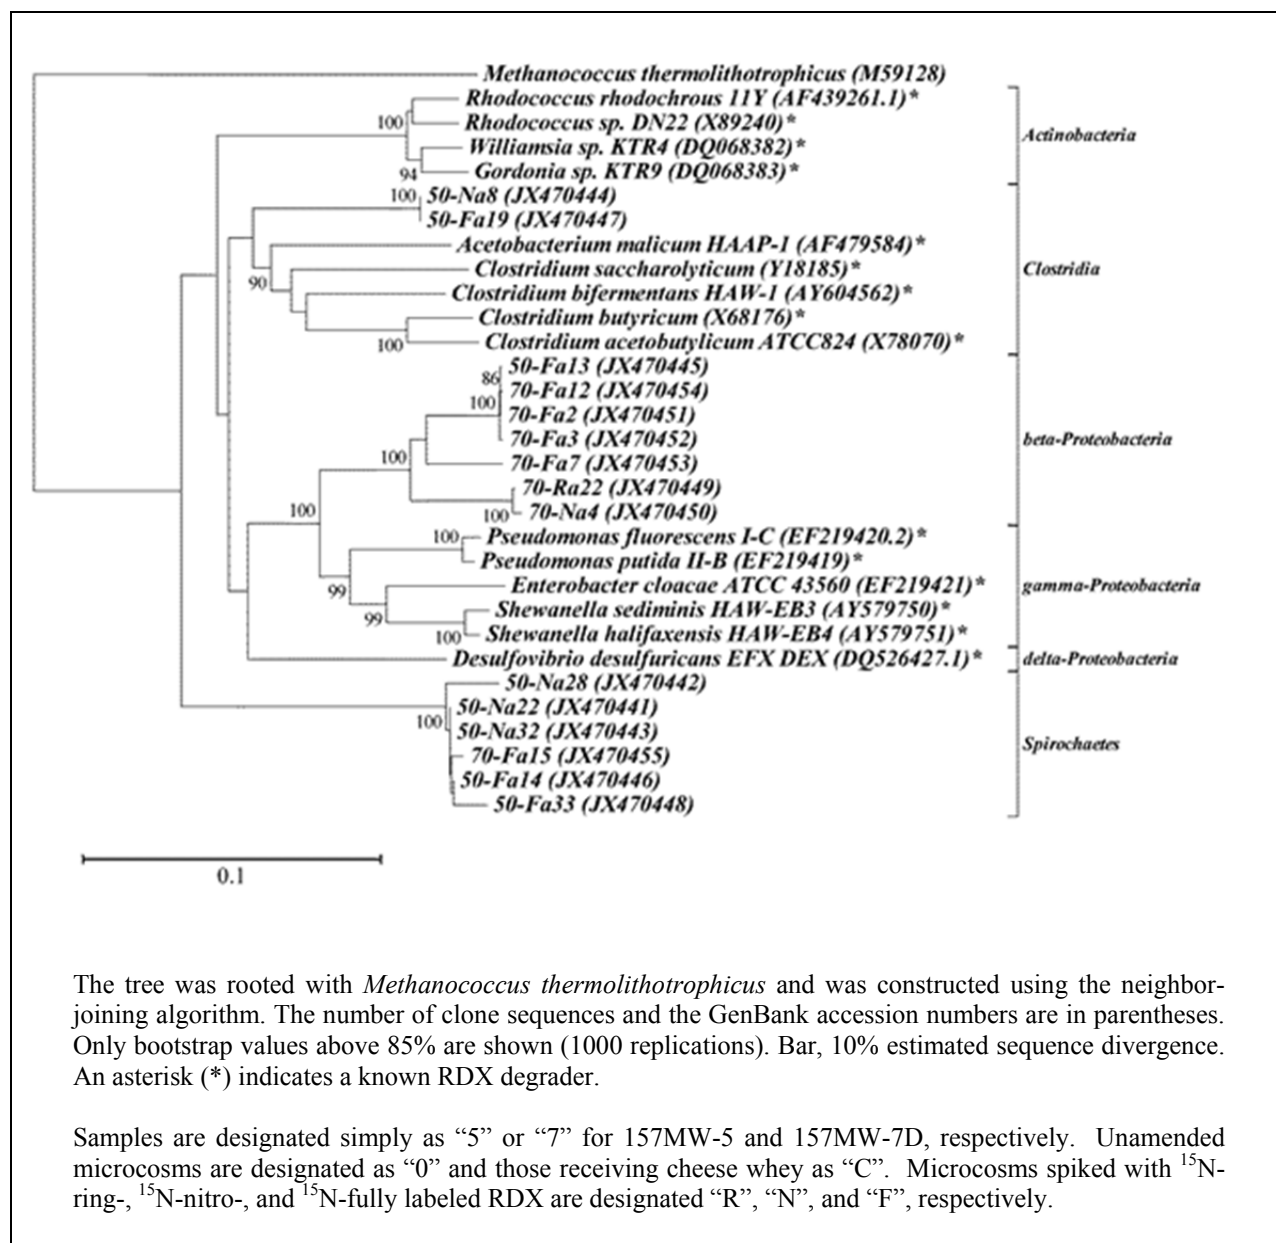 Methanococcus thermolithotrophicus (M59128)
Rhodococcus rhodochrous 11Y (AF439261.1)*
100
Rhodococcus sp. DN22 (X89240)*
Actinobacteria
Williamsia sp. KTR4 (DQ068382)*
94
Gordonia sp. KTR9 (DQ068383)*
100
50-Na8 (JX470444)
50-Fa19 (JX470447)
Acetobacterium malicum HAAP-1 (AF479584)*
90
Clostridium saccharolyticum (Y18185)*
Clostridia
Clostridium bifermentans HAW-1 (AY604562)*
Clostridium butyricum (X68176)*
100
Clostridium acetobutylicum ATCC824 (X78070)*
50-Fa13 (JX470445)
86
70-Fa12 (JX470454)
100
70-Fa2 (JX470451)
70-Fa3 (JX470452)
beta-Proteobacteria
100
70-Fa7 (JX470453)
70-Ra22 (JX470449)
100
100
70-Na4 (JX470450)
100
Pseudomonas fluorescens I-C (EF219420.2)*
Pseudomonas putida II-B (EF219419)*
99
Enterobacter cloacae ATCC 43560 (EF219421)*
gamma-Proteobacteria
99
Shewanella sediminis HAW-EB3 (AY579750)*
100
Shewanella halifaxensis HAW-EB4 (AY579751)*
Desulfovibrio desulfuricans EFX DEX (DQ526427.1)*
delta-Proteobacteria
50-Na28 (JX470442)
100
50-Na22 (JX470441)
50-Na32 (JX470443)
Spirochaetes
70-Fa15 (JX470455)
50-Fa14 (JX470446)
50-Fa33 (JX470448)
0.1
The tree was rooted with Methanococcus thermolithotrophicus and was constructed using the neighbor-
joining algorithm. The number of clone sequences and the GenBank accession numbers are in parentheses.
Only bootstrap values above 85% are shown (1000 replications). Bar, 10% estimated sequence divergence.
An asterisk (*) indicates a known RDX degrader.
Samples are designated simply as “5” or “7” for 157MW-5 and 157MW-7D, respectively. Unamended
microcosms are designated as “0” and those receiving cheese whey as “C”. Microcosms spiked with ¹⁵N-
ring-, ¹⁵N-nitro-, and ¹⁵N-fully labeled RDX are designated “R”, “N”, and “F”, respectively.